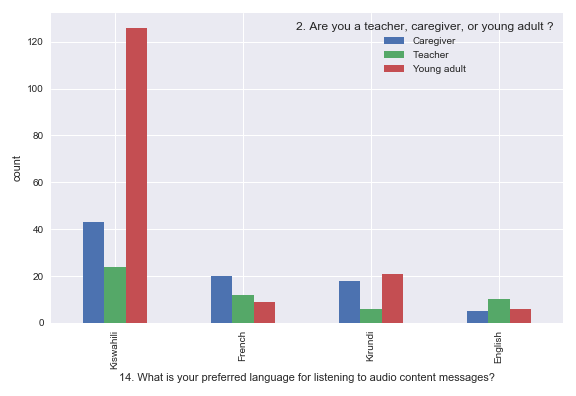 2. Are you a teacher, caregiver, or young adult ?
Caregiver
Teacher
Young adult
120
100
80
60
40
20
0
count
Kiswahili
French
Kirundi
English
14. What is your preferred language for listening to audio content messages?